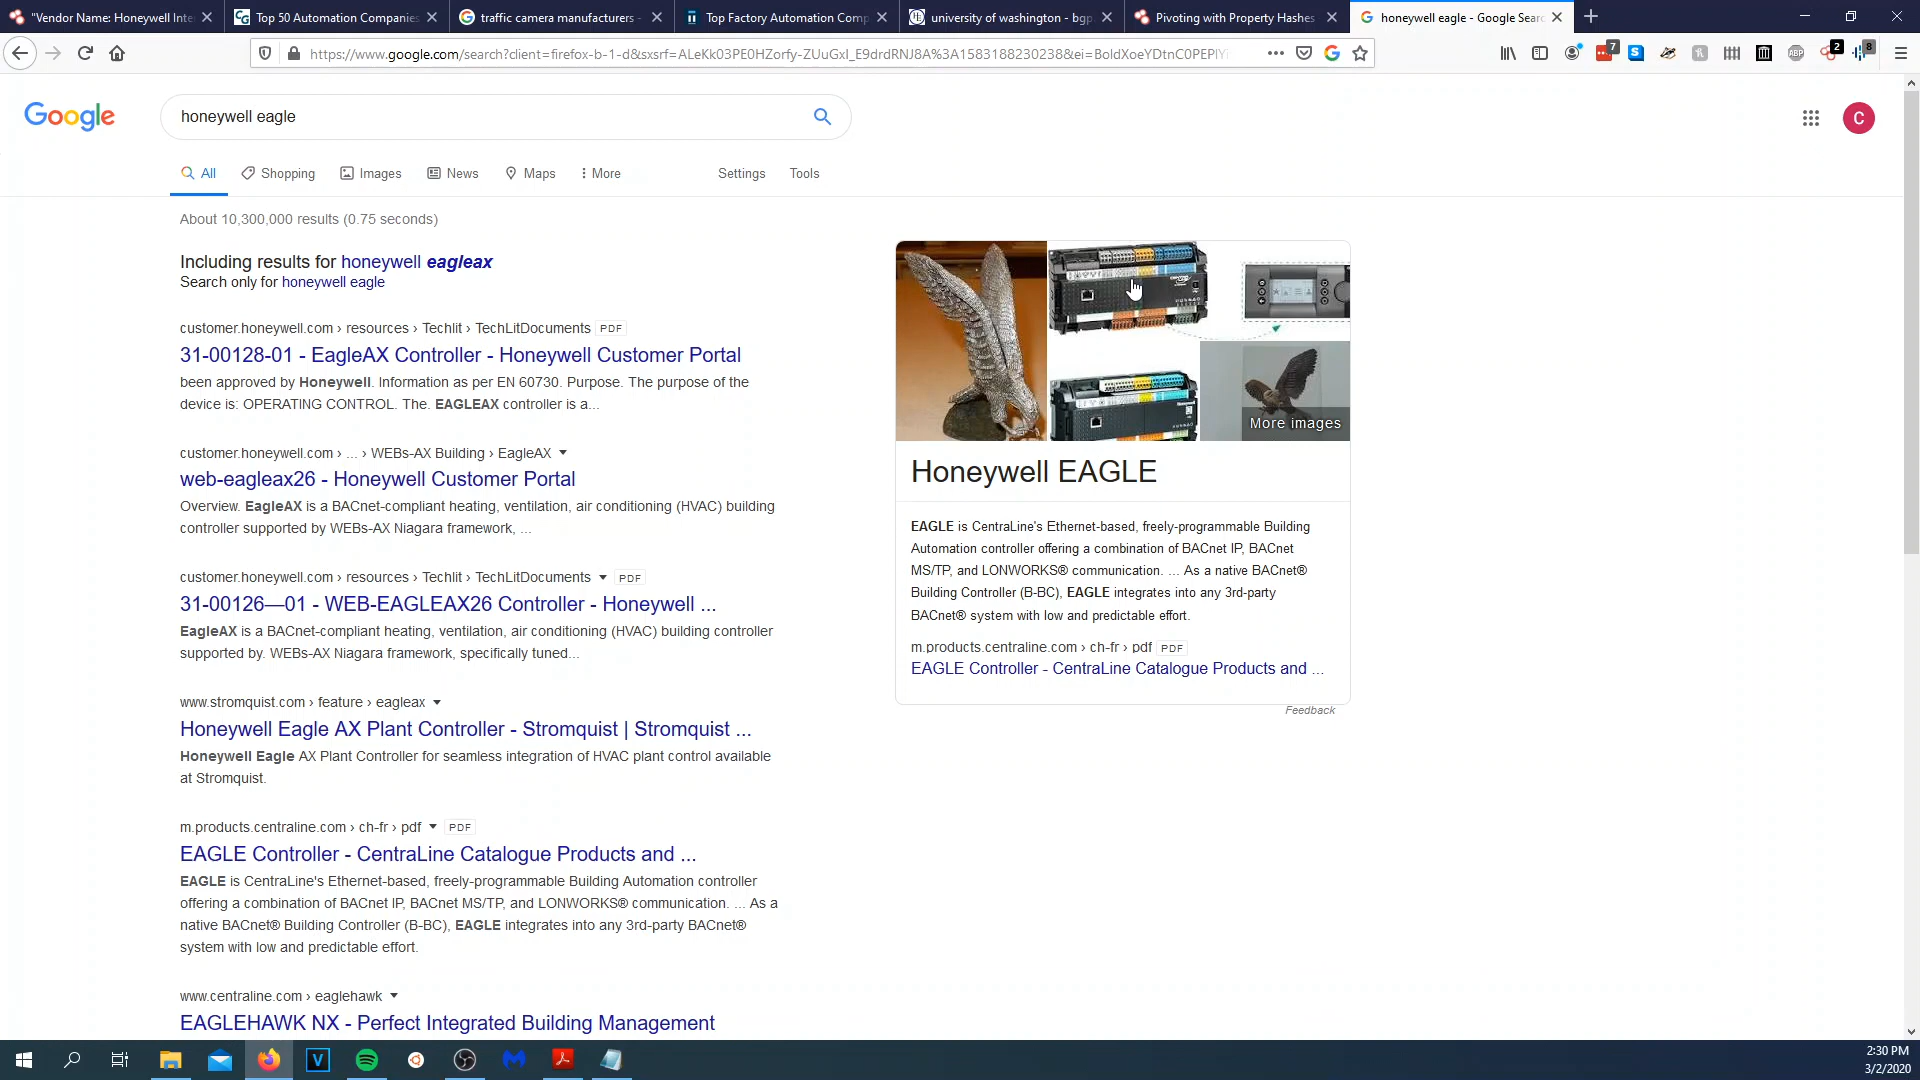 "Vendor Name: Honeywell Inte
Top 50 Automation Companies
traffic camera manufacturers -
Top Factory Automation Comp
university of washington - bgp
Pivoting with Property Hashes
honeywell eagle - Google Searc
7
2
8
Google
honeywell eagle
C
All
Shopping
Images
News
Maps
More
Settings
Tools
About 10,300,000 results (0.75 seconds)
Including results for honeywell eagleax
Search only for honeywell eagle
customer.honeywell.com › resources › Techlit › TechLitDocuments PDF
31-00128-01 - EagleAX Controller - Honeywell Customer Portal
been approved by Honeywell. Information as per EN 60730. Purpose. The purpose of the
device is: OPERATING CONTROL. The. EAGLEAX controller is a...
customer.honeywell.com › ... › WEBs-AX Building › EagleAX
web-eagleax26 - Honeywell Customer Portal
Overview. EagleAX is a BACnet-compliant heating, ventilation, air conditioning (HVAC) building
controller supported by WEBs-AX Niagara framework, ...
customer.honeywell.com › resources › Techlit › TechLitDocuments PDF
31-00126—01 - WEB-EAGLEAX26 Controller - Honeywell ...
EagleAX is a BACnet-compliant heating, ventilation, air conditioning (HVAC) building controller
supported by. WEBs-AX Niagara framework, specifically tuned...
www.stromquist.com › feature › eagleax
Honeywell Eagle AX Plant Controller - Stromquist | Stromquist ...
Honeywell Eagle AX Plant Controller for seamless integration of HVAC plant control available
at Stromquist.
m.products.centraline.com › ch-fr › pdf PDF
EAGLE Controller - CentraLine Catalogue Products and ...
EAGLE is CentraLine's Ethernet-based, freely-programmable Building Automation controller
offering a combination of BACnet IP, BACnet MS/TP, and LONWORKS® communication. ... As a
native BACnet® Building Controller (B-BC), EAGLE integrates into any 3rd-party BACnet®
system with low and predictable effort.
www.centraline.com › eaglehawk
EAGLEHAWK NX - Perfect Integrated Building Management
More images
Honeywell EAGLE
EAGLE is CentraLine's Ethernet-based, freely-programmable Building
Automation controller offering a combination of BACnet IP, BACnet
MS/TP, and LONWORKS® communication. ... As a native BACnet®
Building Controller (B-BC), EAGLE integrates into any 3rd-party
BACnet® system with low and predictable effort.
m.products.centraline.com › ch-fr › pdf PDF
EAGLE Controller - CentraLine Catalogue Products and ...
Feedback
2:30 PM
3/2/2020